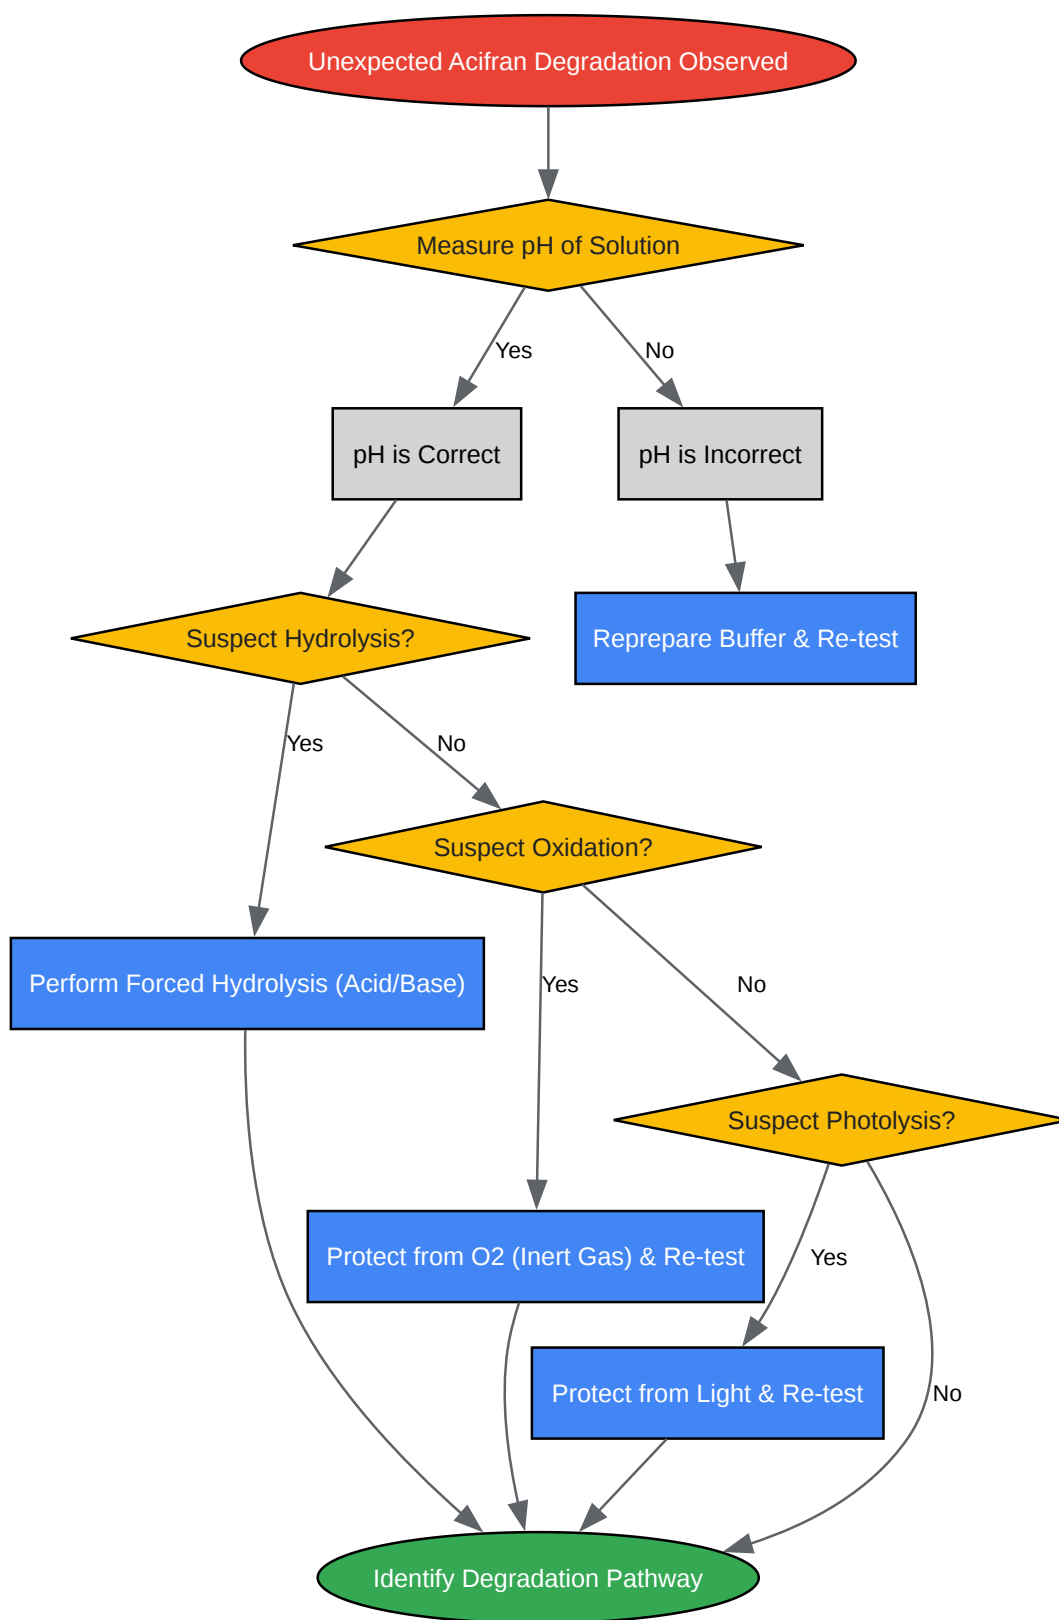 Unexpected Acifran Degradation Observed
Measure pH of Solution
Yes
No
pH is Correct
pH is Incorrect
Suspect Hydrolysis?
Reprepare Buffer & Re-test
Yes
No
Suspect Oxidation?
Perform Forced Hydrolysis (Acid/Base)
Yes
No
Suspect Photolysis?
Protect from O2 (Inert Gas) & Re-test
Yes
Protect from Light & Re-test
No
Identify Degradation Pathway